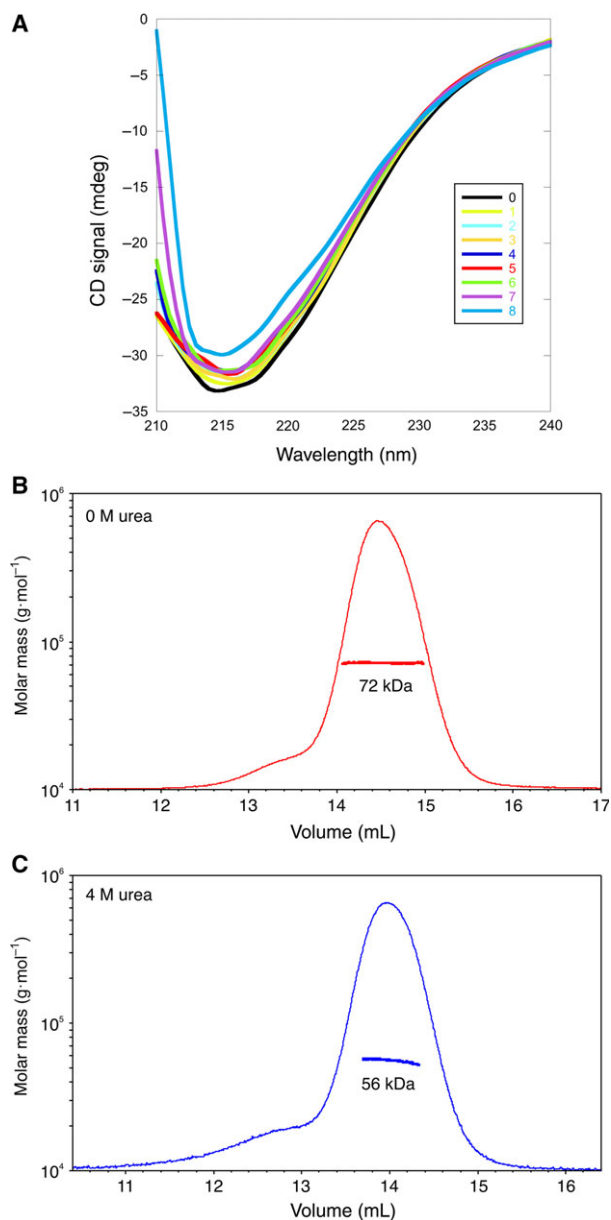 A
0
−5
−10
−15
−20
−25
−30
−35
CD signal (mdeg)
0
1
2
3
4
5
6
7
8
210 215 220 225 230 235 240
Wavelength (nm)
B
0 M urea
10⁶
10⁵
10⁴
Molar mass (g·mol⁻¹)
72 kDa
11 12 13 14 15 16 17
Volume (mL)
C
4 M urea
10⁶
10⁵
10⁴
Molar mass (g·mol⁻¹)
56 kDa
11 12 13 14 15 16
Volume (mL)